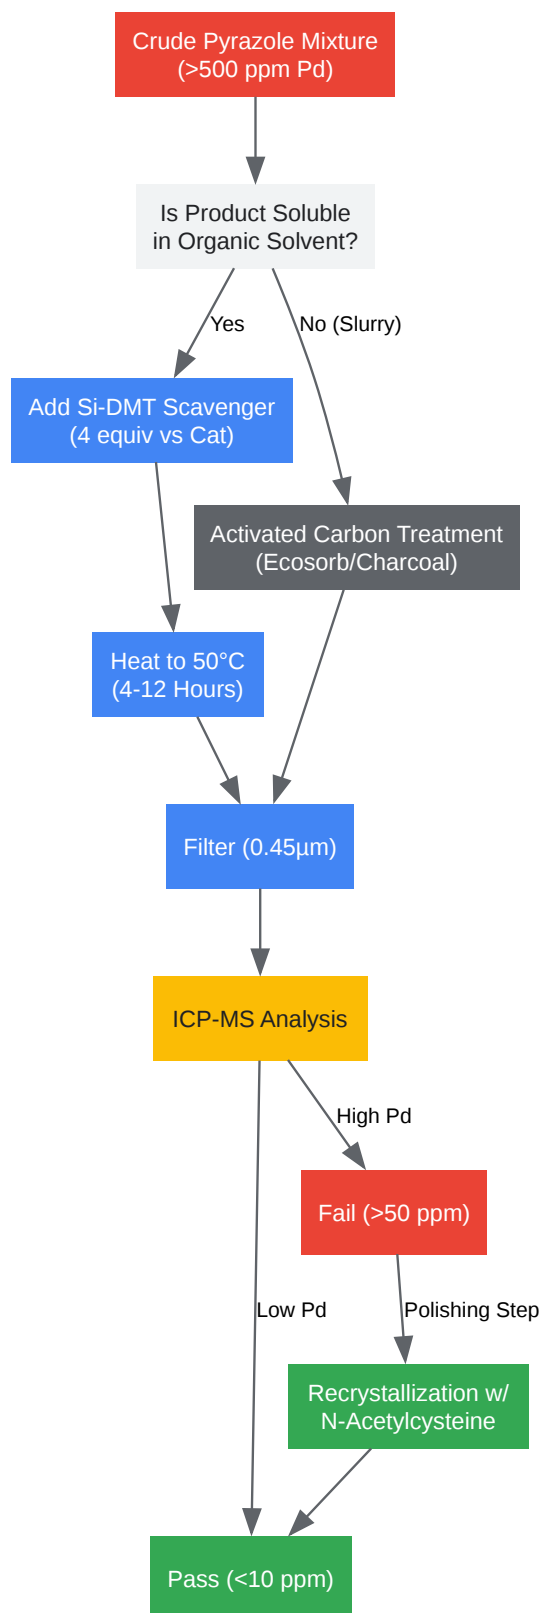 Crude Pyrazole Mixture
(>500 ppm Pd)
Is Product Soluble
in Organic Solvent?
Yes
No (Slurry)
Add Si-DMT Scavenger
(4 equiv vs Cat)
Activated Carbon Treatment
(Ecosorb/Charcoal)
Heat to 50°C
(4-12 Hours)
Filter (0.45µm)
ICP-MS Analysis
High Pd
Fail (>50 ppm)
Low Pd
Polishing Step
Recrystallization w/
N-Acetylcysteine
Pass (<10 ppm)